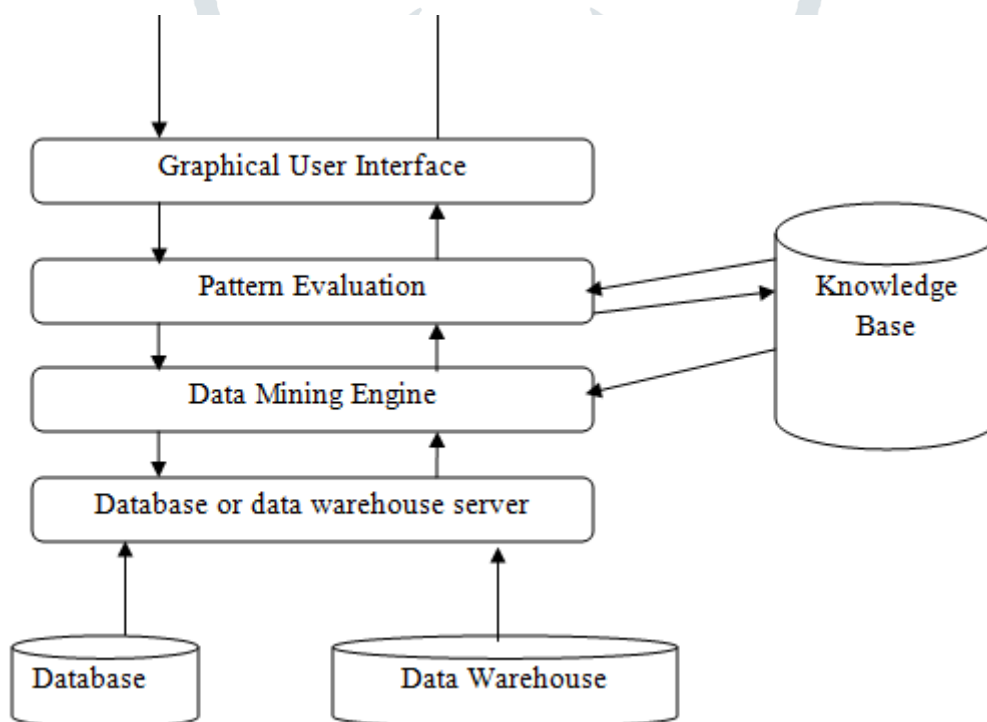 Graphical User Interface
Pattern Evaluation
Knowledge
Base
Data Mining Engine
Database or data warehouse server
Database
Data Warehouse